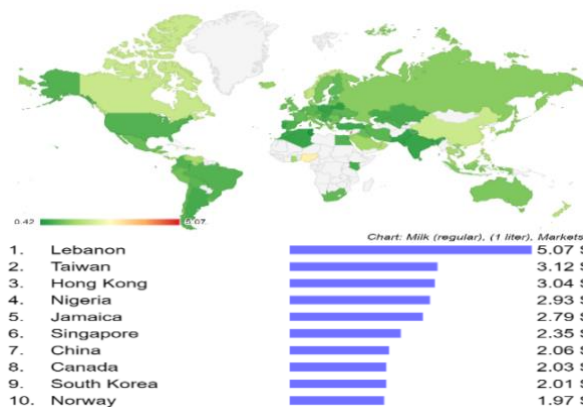 0.42 5.07
Chart: Milk (regular), (1 liter), Markets
1. Lebanon 5.07 $
2. Taiwan 3.12 $
3. Hong Kong 3.04 $
4. Nigeria 2.93 $
5. Jamaica 2.79 $
6. Singapore 2.35 $
7. China 2.06 $
8. Canada 2.03 $
9. South Korea 2.01 $
10. Norway 1.97 $